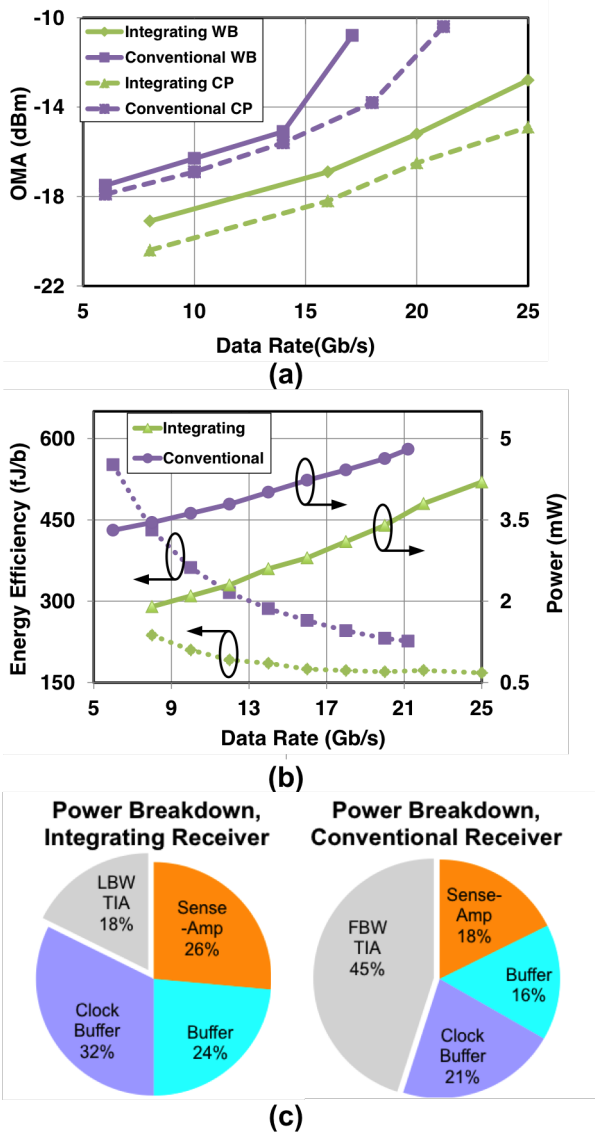 -10
-14
-18
-22
OMA (dBm)
Integrating WB
Conventional WB
Integrating CP
Conventional CP
5 10 15 20 25
Data Rate(Gb/s)
(a)
600
450
300
150
Energy Efficiency (fJ/b)
Integrating
Conventional
5
3.5
2
0.5
Power (mW)
5 9 13 17 21 25
Data Rate (Gb/s)
(b)
Power Breakdown,
Integrating Receiver
LBW
TIA
18%
Sense
-Amp
26%
Clock
Buffer
32%
Buffer
24%
Power Breakdown,
Conventional Receiver
FBW
TIA
45%
Sense-
Amp
18%
Buffer
16%
Clock
Buffer
21%
(c)